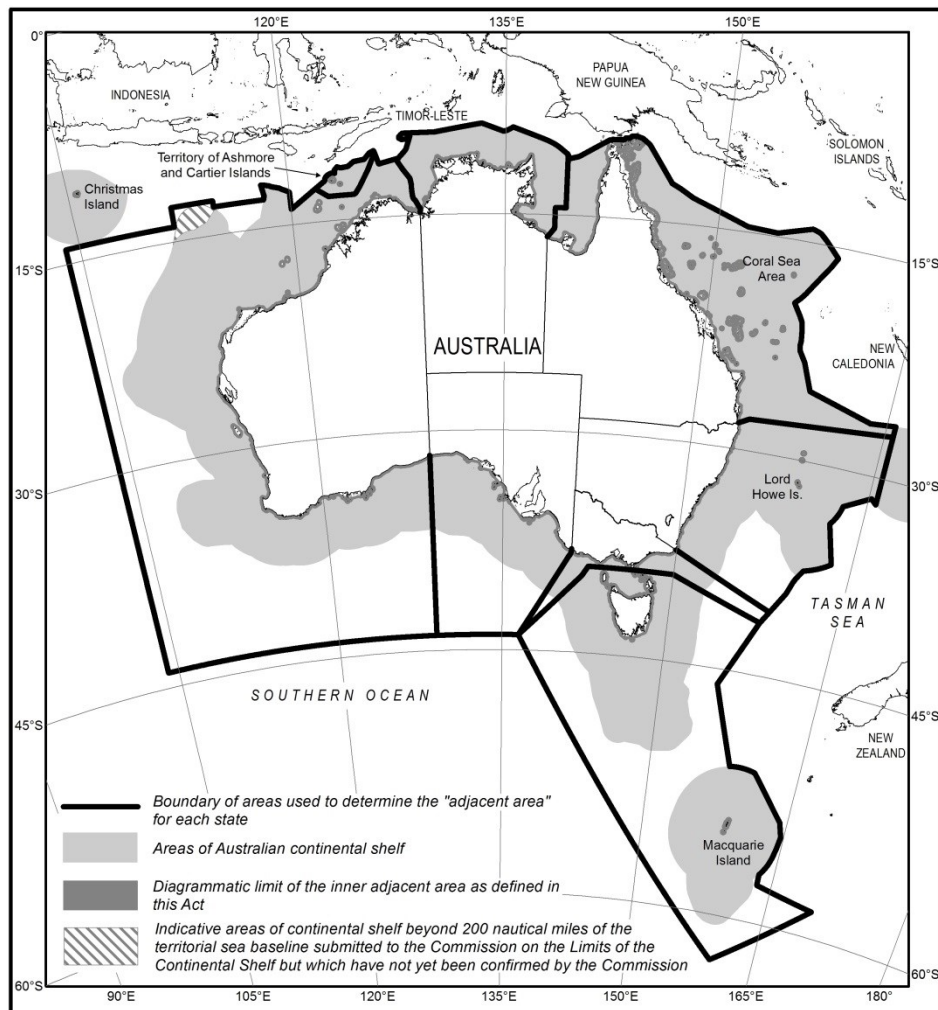 120°E
135°E
150°E
0°
PAPUA
NEW GUINEA
INDONESIA
TIMOR-LESTE
SOLOMON
ISLANDS
Territory of Ashmore
and Cartier Islands
Christmas
Island
15°S
Coral Sea
Area
15°S
AUSTRALIA
NEW
CALEDONIA
30°S
Lord
Howe Is.
30°S
TASMAN
SEA
SOUTHERN OCEAN
45°S
45°S
NEW
ZEALAND
Boundary of areas used to determine the "adjacent area"
for each state
Areas of Australian continental shelf
Macquarie
Island
Diagrammatic limit of the inner adjacent area as defined in
this Act
Indicative areas of continental shelf beyond 200 nautical miles of the
territorial sea baseline submitted to the Commission on the Limits of the
Continental Shelf but which have not yet been confirmed by the Commission
60°S
60°S
90°E
105°E
120°E
135°E
150°E
165°E
180°